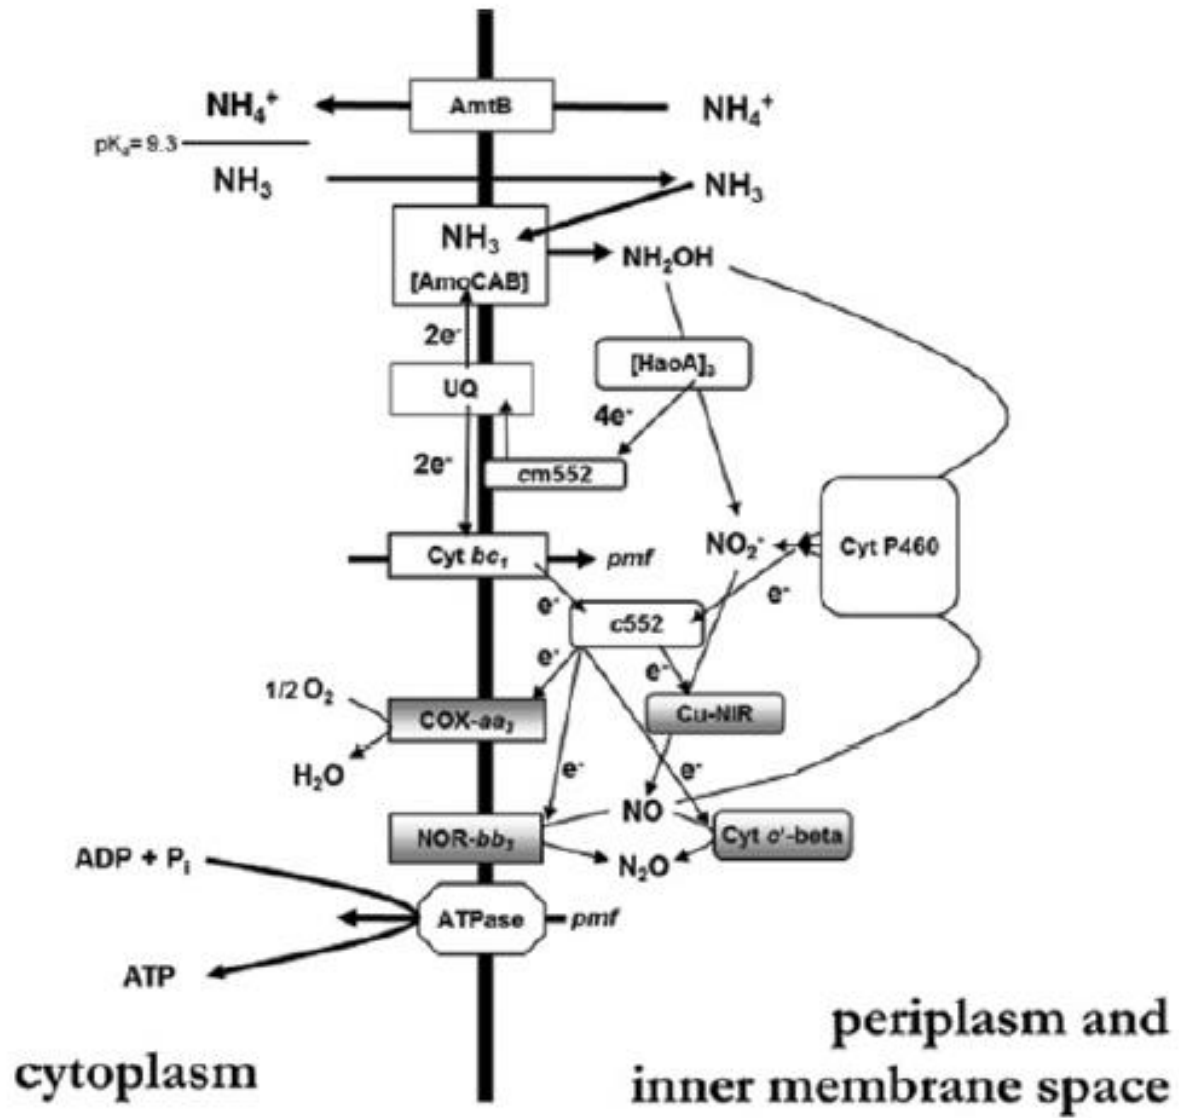 NH₄⁺ AmtB NH₄⁺
pKₐ= 9.3
NH₃ NH₃
NH₃
[AmoCAB]
NH₂OH
2e⁻
[HaoA]₃
UQ
4e⁻
2e⁻
cm552
NO₂⁻
Cyt P460
Cyt bc₁
pmf
e⁻
e⁻
c552
e⁻
e⁻
1/2 O₂
COX-aa₃
Cu-NIR
H₂O
e⁻
e⁻
NO
NOR-bb₃
Cyt c'-beta
N₂O
ADP + Pᵢ
ATPase
pmf
ATP
cytoplasm
periplasm and
inner membrane space